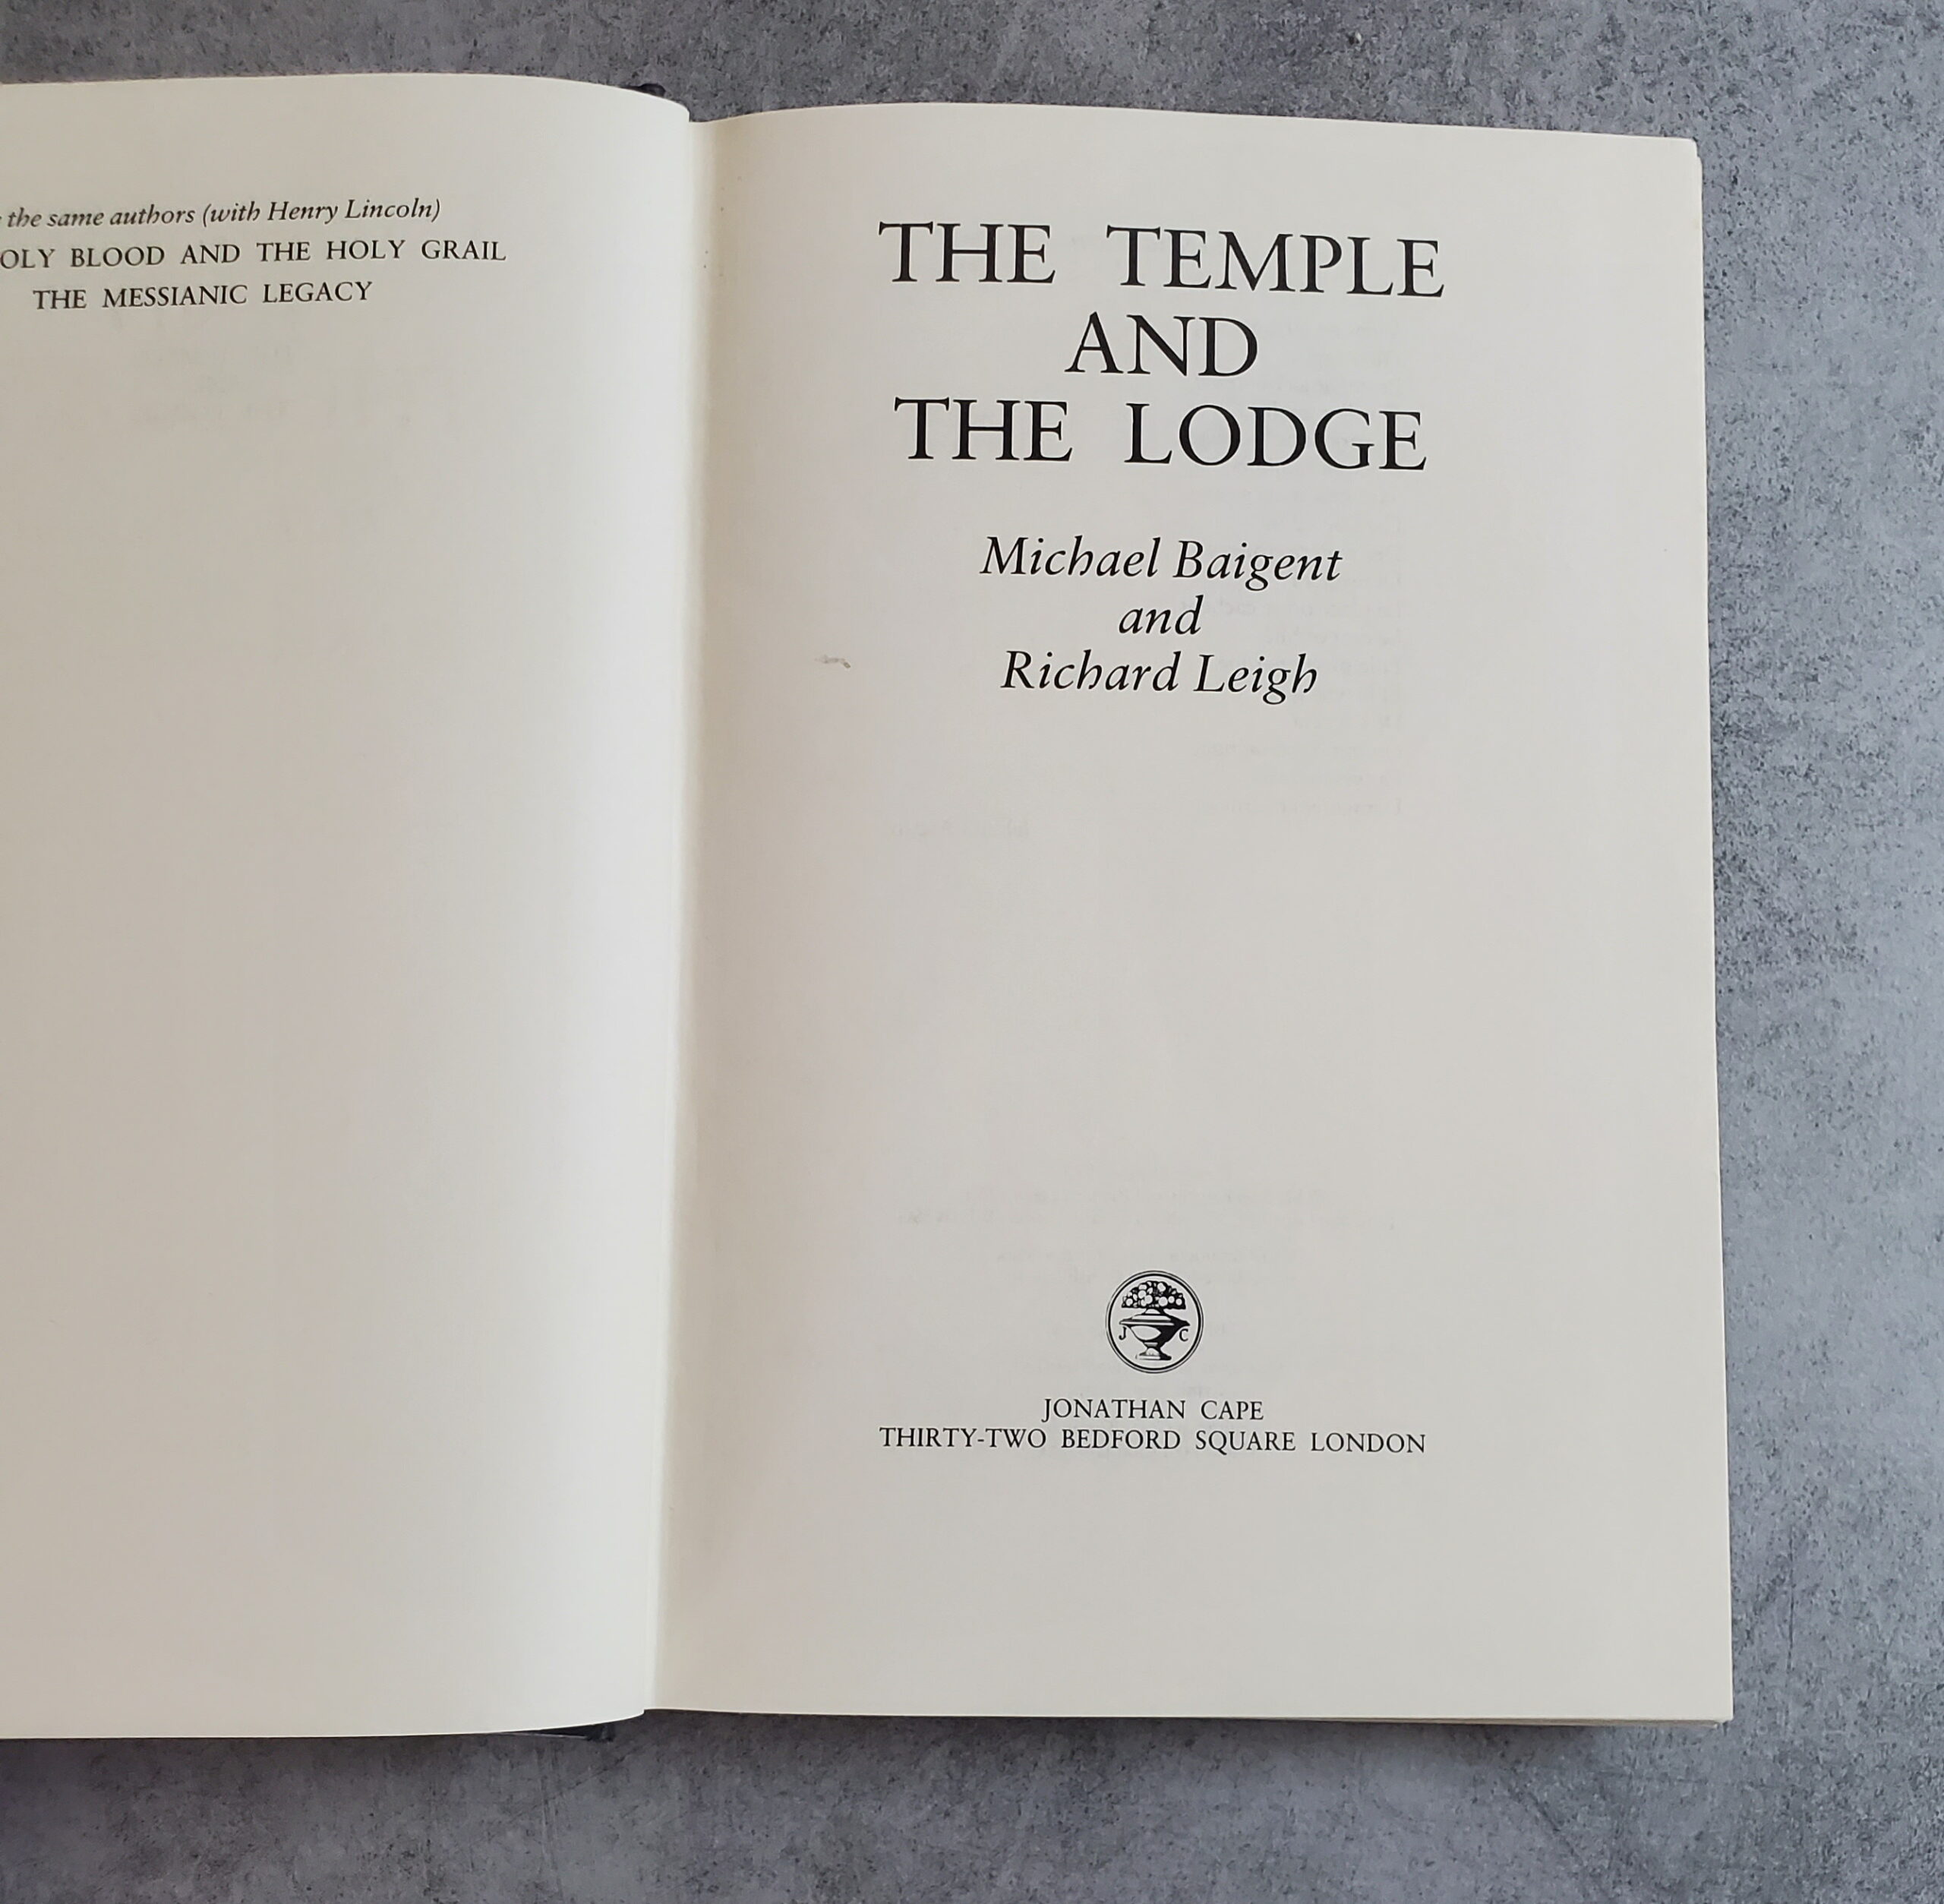 the same authors (with Henry Lincoln)
OLY BLOOD AND THE HOLY GRAIL
THE MESSIANIC LEGACY
THE TEMPLE
AND
THE LODGE
Michael Baigent
and
Richard Leigh
J C
JONATHAN CAPE
THIRTY-TWO BEDFORD SQUARE LONDON